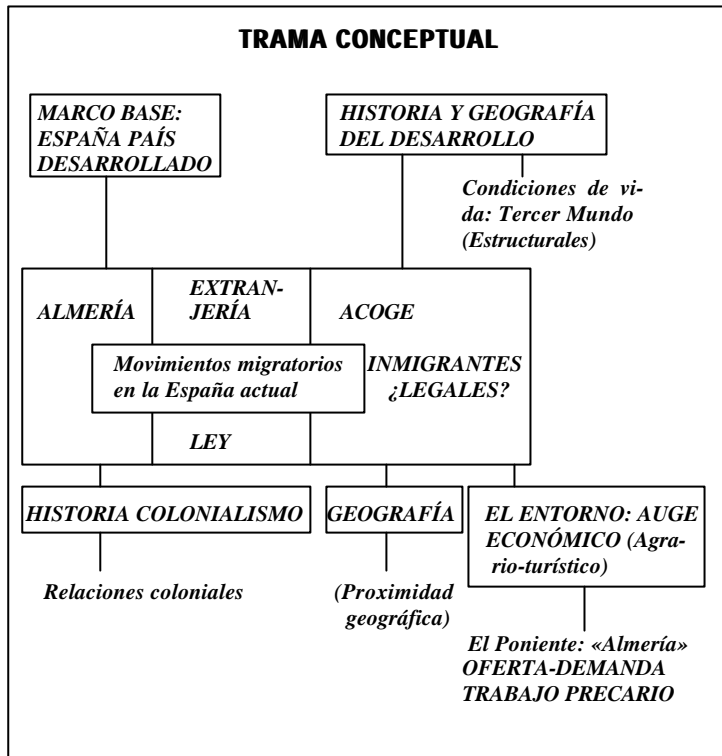 TRAMA CONCEPTUAL
MARCO BASE:
ESPAÑA PAÍS
DESARROLLADO
HISTORIA Y GEOGRAFÍA
DEL DESARROLLO
Condiciones de vi-
da: Tercer Mundo
(Estructurales)
ALMERÍA
EXTRAN-
JERÍA
ACOGE
Movimientos migratorios
en la España actual
INMIGRANTES
¿LEGALES?
LEY
HISTORIA COLONIALISMO
GEOGRAFÍA
EL ENTORNO: AUGE
ECONÓMICO (Agra-
rio-turístico)
Relaciones coloniales
(Proximidad
geográfica)
El Poniente: «Almería»
OFERTA-DEMANDA
TRABAJO PRECARIO